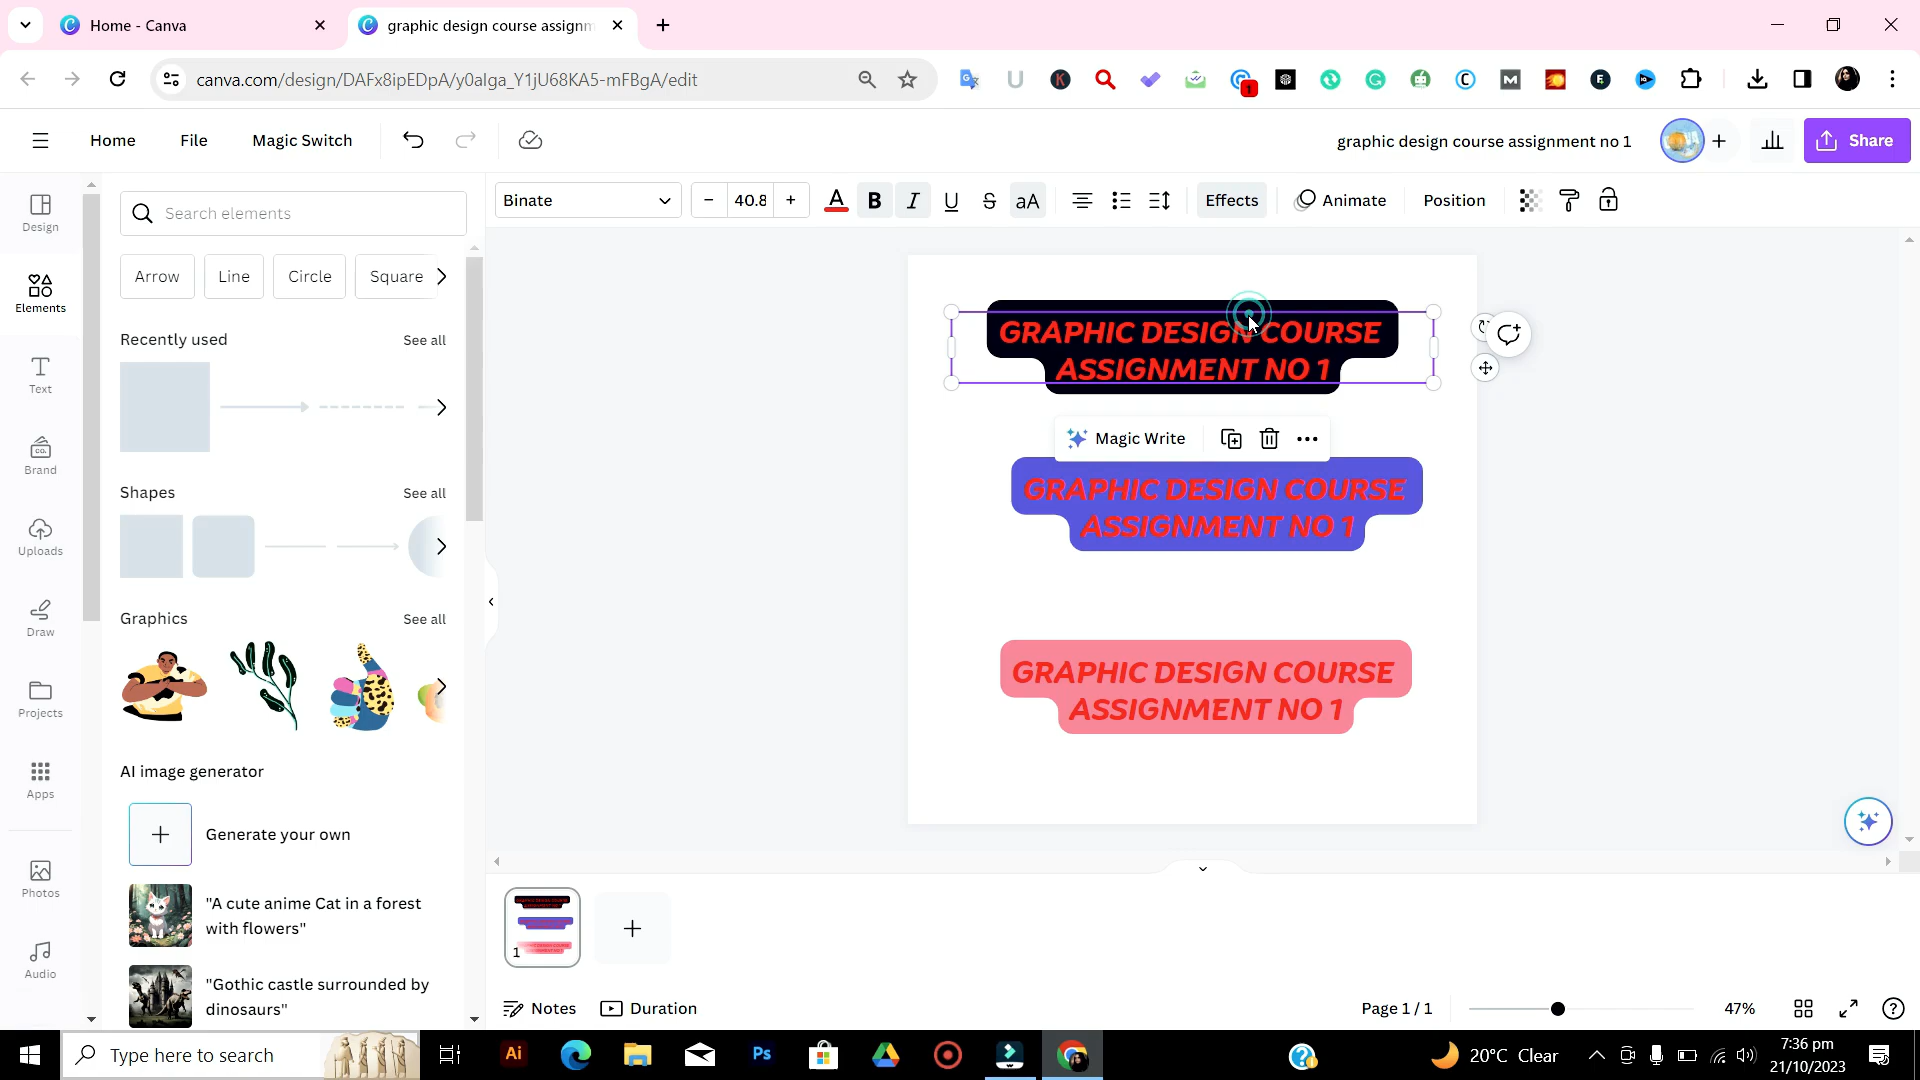 Home - Canva
graphic design course assignm
canva.com/design/DAFx8ipEDpA/y0alga_Y1jU68KA5-mFBgA/edit
Home
File
Magic Switch
graphic design course assignment no 1
Share
Binate
40.8
Effects
Animate
Position
Design
Elements
Text
Brand
Uploads
Draw
Projects
Apps
Photos
Audio
Search elements
Arrow
Line
Circle
Square
Recently used
See all
Shapes
See all
Graphics
See all
AI image generator
Generate your own
"A cute anime Cat in a forest
with flowers"
"Gothic castle surrounded by
dinosaurs"
GRAPHIC DESIGN COURSE
ASSIGNMENT NO 1
Magic Write
GRAPHIC DESIGN COURSE
ASSIGNMENT NO 1
GRAPHIC DESIGN COURSE
ASSIGNMENT NO 1
1
Notes
Duration
Page 1 / 1
47%
Type here to search
20°C Clear
7:36 pm
21/10/2023